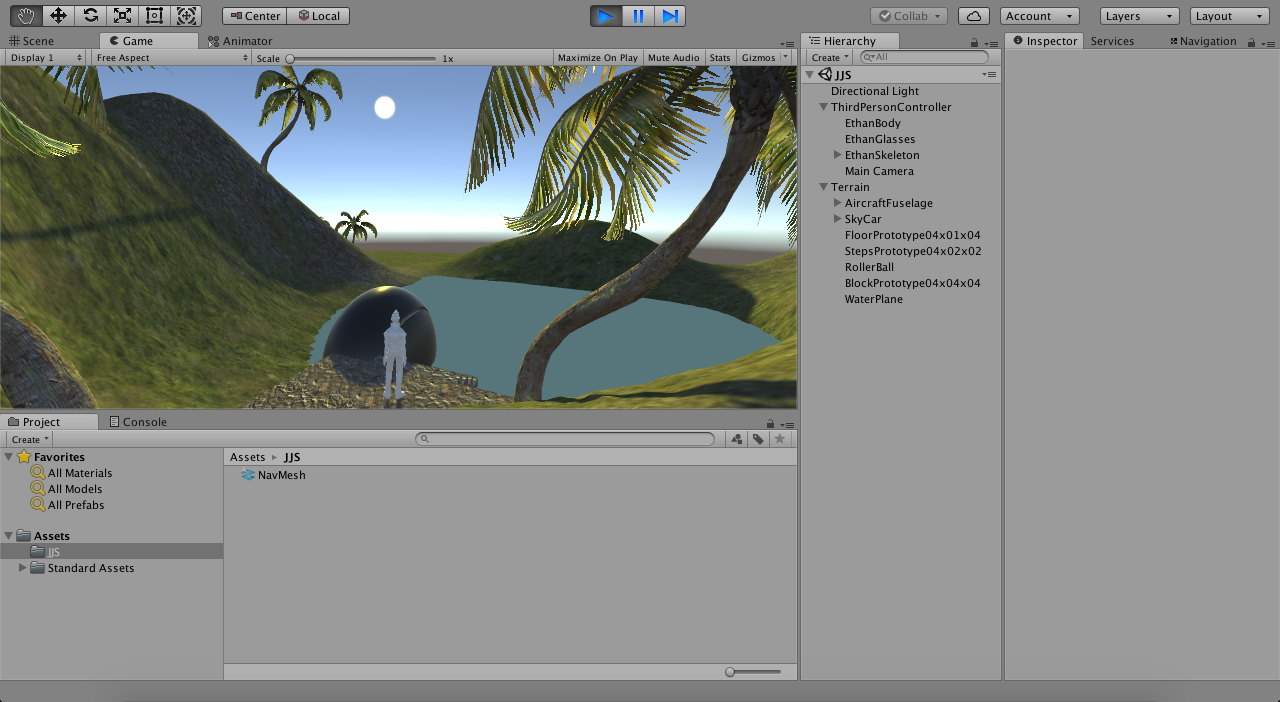 Center Local Collab Account Layers Layout
Scene Game Animator
Display 1 Free Aspect Scale 1x Maximize On Play Mute Audio Stats Gizmos
Hierarchy
Create All
JJS
Directional Light
ThirdPersonController
EthanBody
EthanGlasses
EthanSkeleton
Main Camera
Terrain
AircraftFuselage
SkyCar
FloorPrototype04x01x04
StepsPrototype04x02x02
RollerBall
BlockPrototype04x04x04
WaterPlane
Inspector Services Navigation
Project Console
Create
Favorites
All Materials
All Models
All Prefabs
Assets
JJS
Standard Assets
Assets JJS
NavMesh